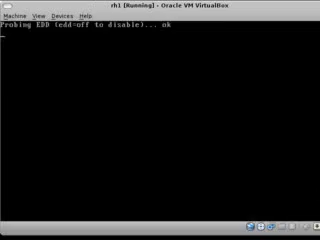 rh1 [Running] - Oracle VM VirtualBox
Machine View Devices Help
Probing EDD (edd=off to disable)... ok